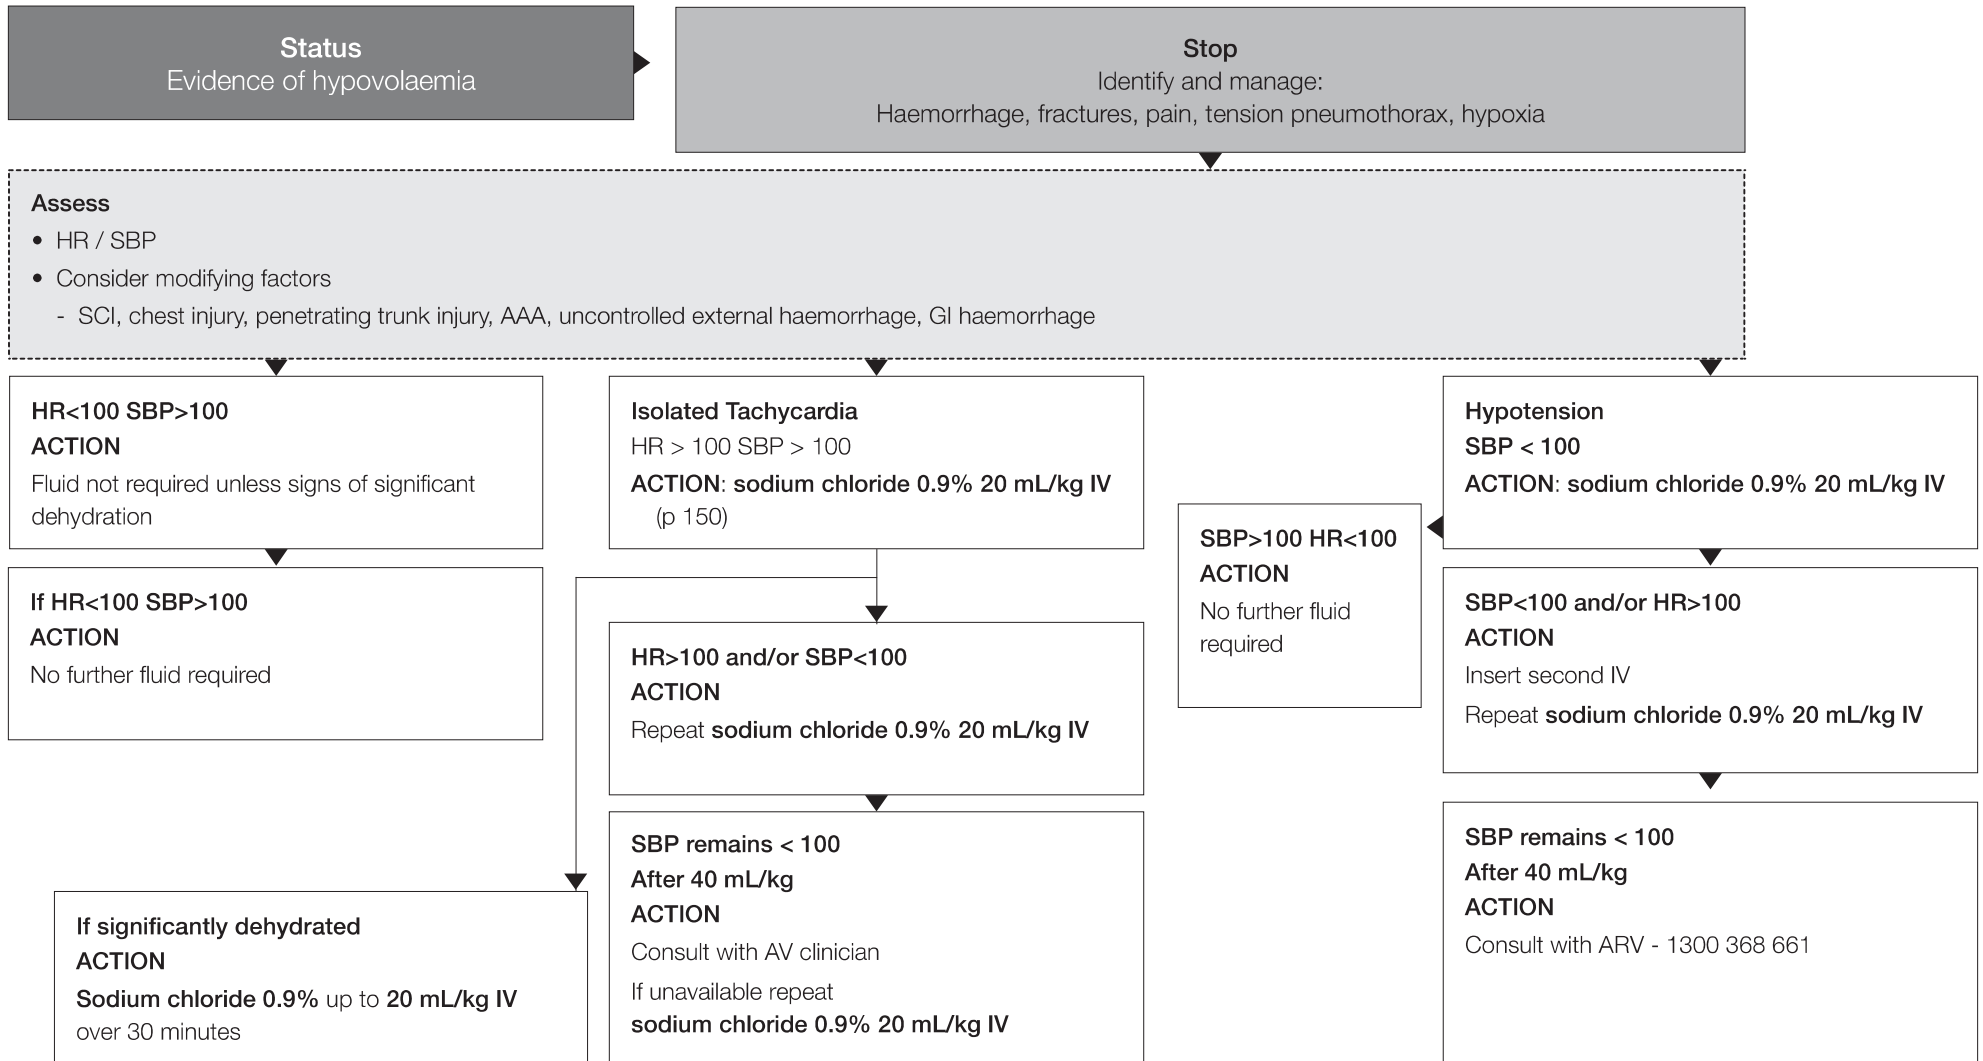 Status
Evidence of hypovolaemia
Stop
Identify and manage:
Haemorrhage, fractures, pain, tension pneumothorax, hypoxia
Assess
• HR / SBP
• Consider modifying factors
- SCI, chest injury, penetrating trunk injury, AAA, uncontrolled external haemorrhage, GI haemorrhage
HR<100 SBP>100
ACTION
Fluid not required unless signs of significant
dehydration
If HR<100 SBP>100
ACTION
No further fluid required
Isolated Tachycardia
HR > 100 SBP > 100
ACTION: sodium chloride 0.9% 20 mL/kg IV
(p 150)
If significantly dehydrated
ACTION
Sodium chloride 0.9% up to 20 mL/kg IV
over 30 minutes
HR>100 and/or SBP<100
ACTION
Repeat sodium chloride 0.9% 20 mL/kg IV
SBP remains < 100
After 40 mL/kg
ACTION
Consult with AV clinician
If unavailable repeat
sodium chloride 0.9% 20 mL/kg IV
Hypotension
SBP < 100
ACTION: sodium chloride 0.9% 20 mL/kg IV
SBP>100 HR<100
ACTION
No further fluid
required
SBP<100 and/or HR>100
ACTION
Insert second IV
Repeat sodium chloride 0.9% 20 mL/kg IV
SBP remains < 100
After 40 mL/kg
ACTION
Consult with ARV - 1300 368 661